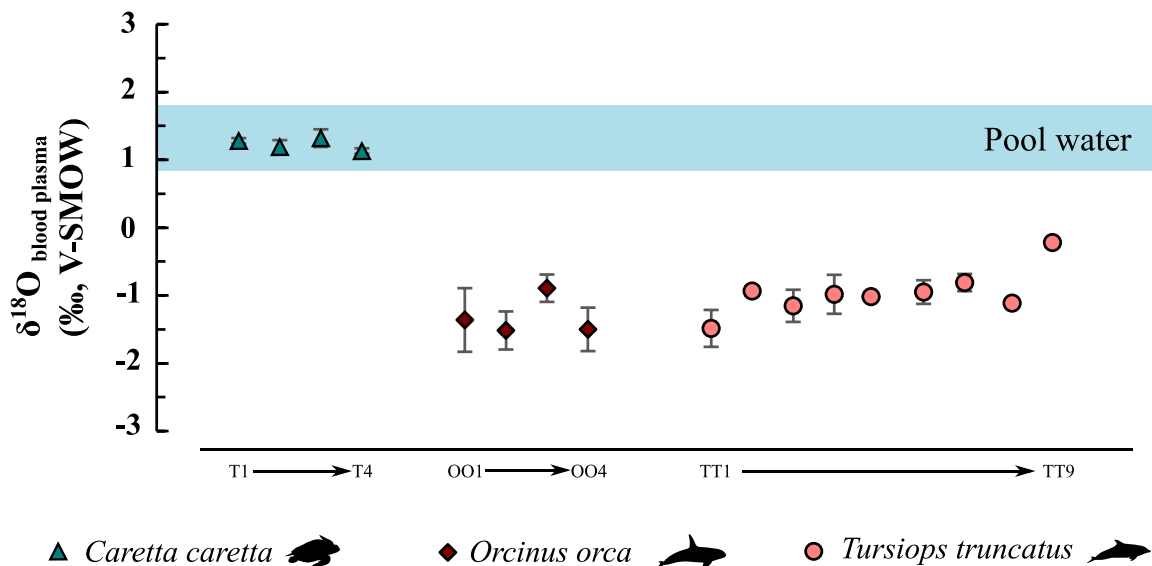 3
2
1
0
-1
-2
-3
δ¹⁸O blood plasma
(‰, V-SMOW)
Pool water
T1 T4 OO1 OO4 TT1 TT9
Caretta caretta Orcinus orca Tursiops truncatus